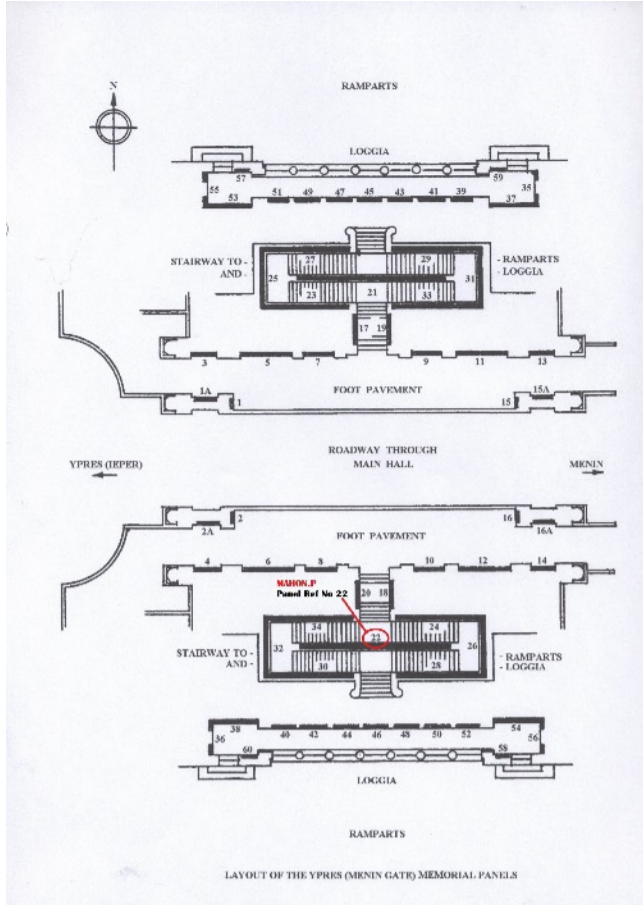 N
RAMPARTS
LOGGIA
57
59
55
35
53
51 49 47 45 43 41 39
37
STAIRWAY TO -
AND -
27
29
- RAMPARTS
- LOGGIA
25
31
23
21
33
17 19
3 5 7
9 11 13
1A
FOOT PAVEMENT
15A
1
15
ROADWAY THROUGH
MAIN HALL
YPRES (IEPER)
MENIN
2
16
2A
FOOT PAVEMENT
16A
4 6 8
10 12 14
MAHON.P
Panel Ref No 22
20 18
34
22
24
STAIRWAY TO -
AND -
32
26
- RAMPARTS
- LOGGIA
30
28
38
54
36
40 42 44 46 48 50 52
56
60
58
LOGGIA
RAMPARTS
LAYOUT OF THE YPRES (MENIN GATE) MEMORIAL PANELS